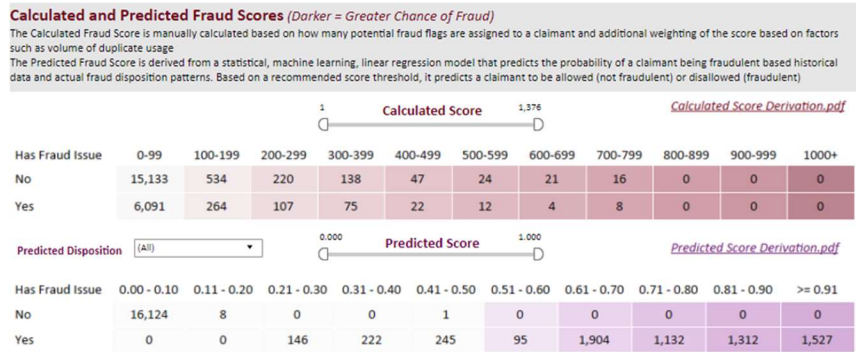 Calculated and Predicted Fraud Scores (Darker = Greater Chance of Fraud)
The Calculated Fraud Score is manually calculated based on how many potential fraud flags are assigned to a claimant and additional weighting of the score based on factors
such as volume of duplicate usage
The Predicted Fraud Score is derived from a statistical, machine learning, linear regression model that predicts the probability of a claimant being fraudulent based historical
data and actual fraud disposition patterns. Based on a recommended score threshold, it predicts a claimant to be allowed (not fraudulent) or disallowed (fraudulent)
1 Calculated Score 1,376 Calculated Score Derivation.pdf
Has Fraud Issue 0-99 100-199 200-299 300-399 400-499 500-599 600-699 700-799 800-899 900-999 1000+
No 15,133 534 220 138 47 24 21 16 0 0 0
Yes 6,091 264 107 75 22 12 4 8 0 0 0
Predicted Disposition (All) 0.000 Predicted Score 1.000 Predicted Score Derivation.pdf
Has Fraud Issue 0.00 - 0.10 0.11 - 0.20 0.21 - 0.30 0.31 - 0.40 0.41 - 0.50 0.51 - 0.60 0.61 - 0.70 0.71 - 0.80 0.81 - 0.90 >= 0.91
No 16,124 8 0 0 1 0 0 0 0 0
Yes 0 0 146 222 245 95 1,904 1,132 1,312 1,527